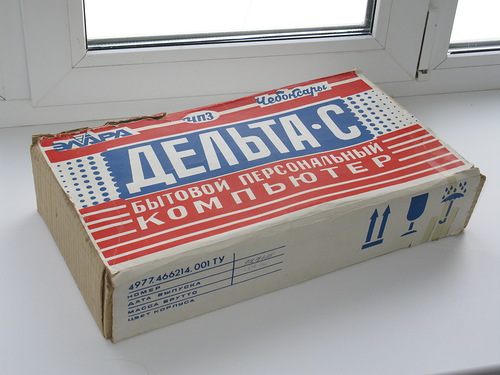 ЭЛАРА ЧПЗ Чебоксары
ДЕЛЬТА·С
БЫТОВОЙ ПЕРСОНАЛЬНЫЙ
КОМПЬЮТЕР
4977.466214.001 ТУ
НОМЕР
ДАТА ВЫПУСКА
МАССА БРУТТО
ЦВЕТ КОРПУСА